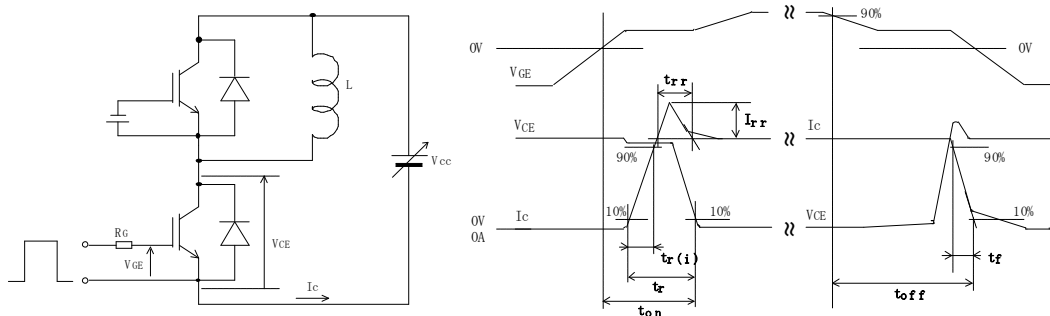 L
Vcc
RG
VGE
VCE
Ic
0V
VGE
90%
0V
trr
Irr
VCE
Ic
90%
90%
0V
0A
Ic
10%
10%
VCE
10%
tr(i)
tr
ton
tf
toff